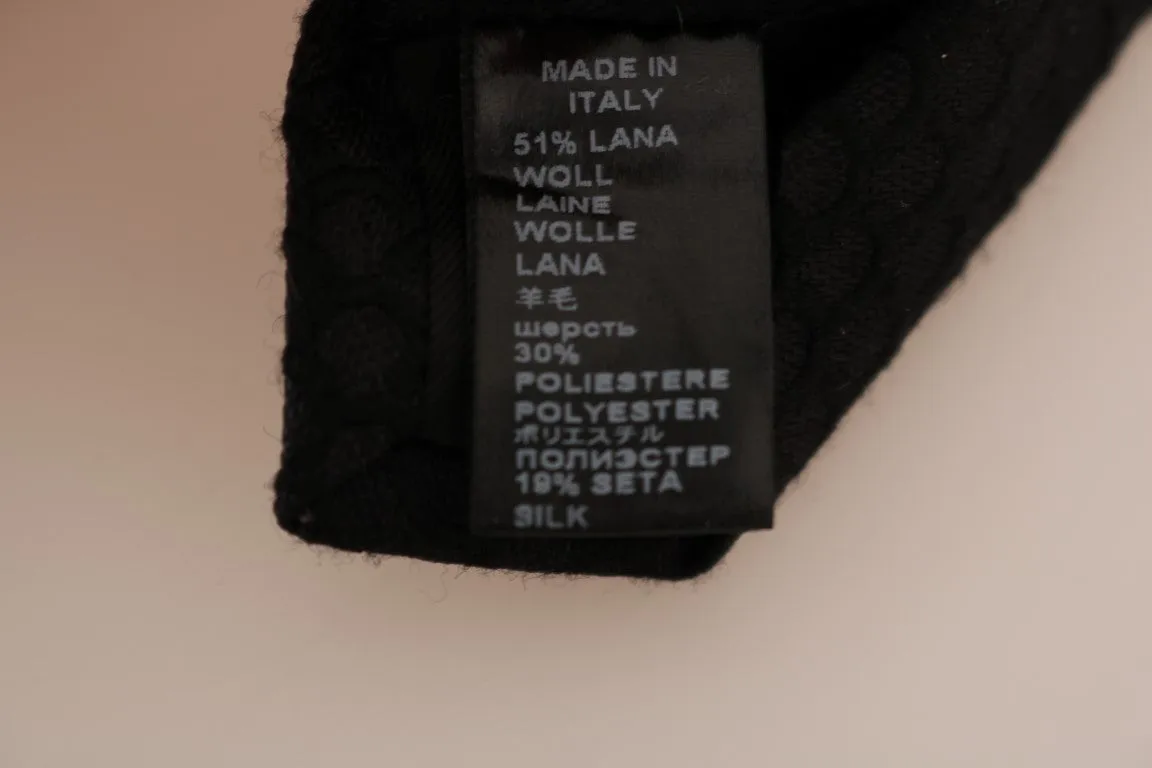 MADE IN
ITALY
51% LANA
WOLL
LAINE
WOLLE
LANA
羊毛
шерсть
30%
POLIESTERE
POLYESTER
ポリエステル
ПОЛИЭСТЕР
19% SETA
SILK